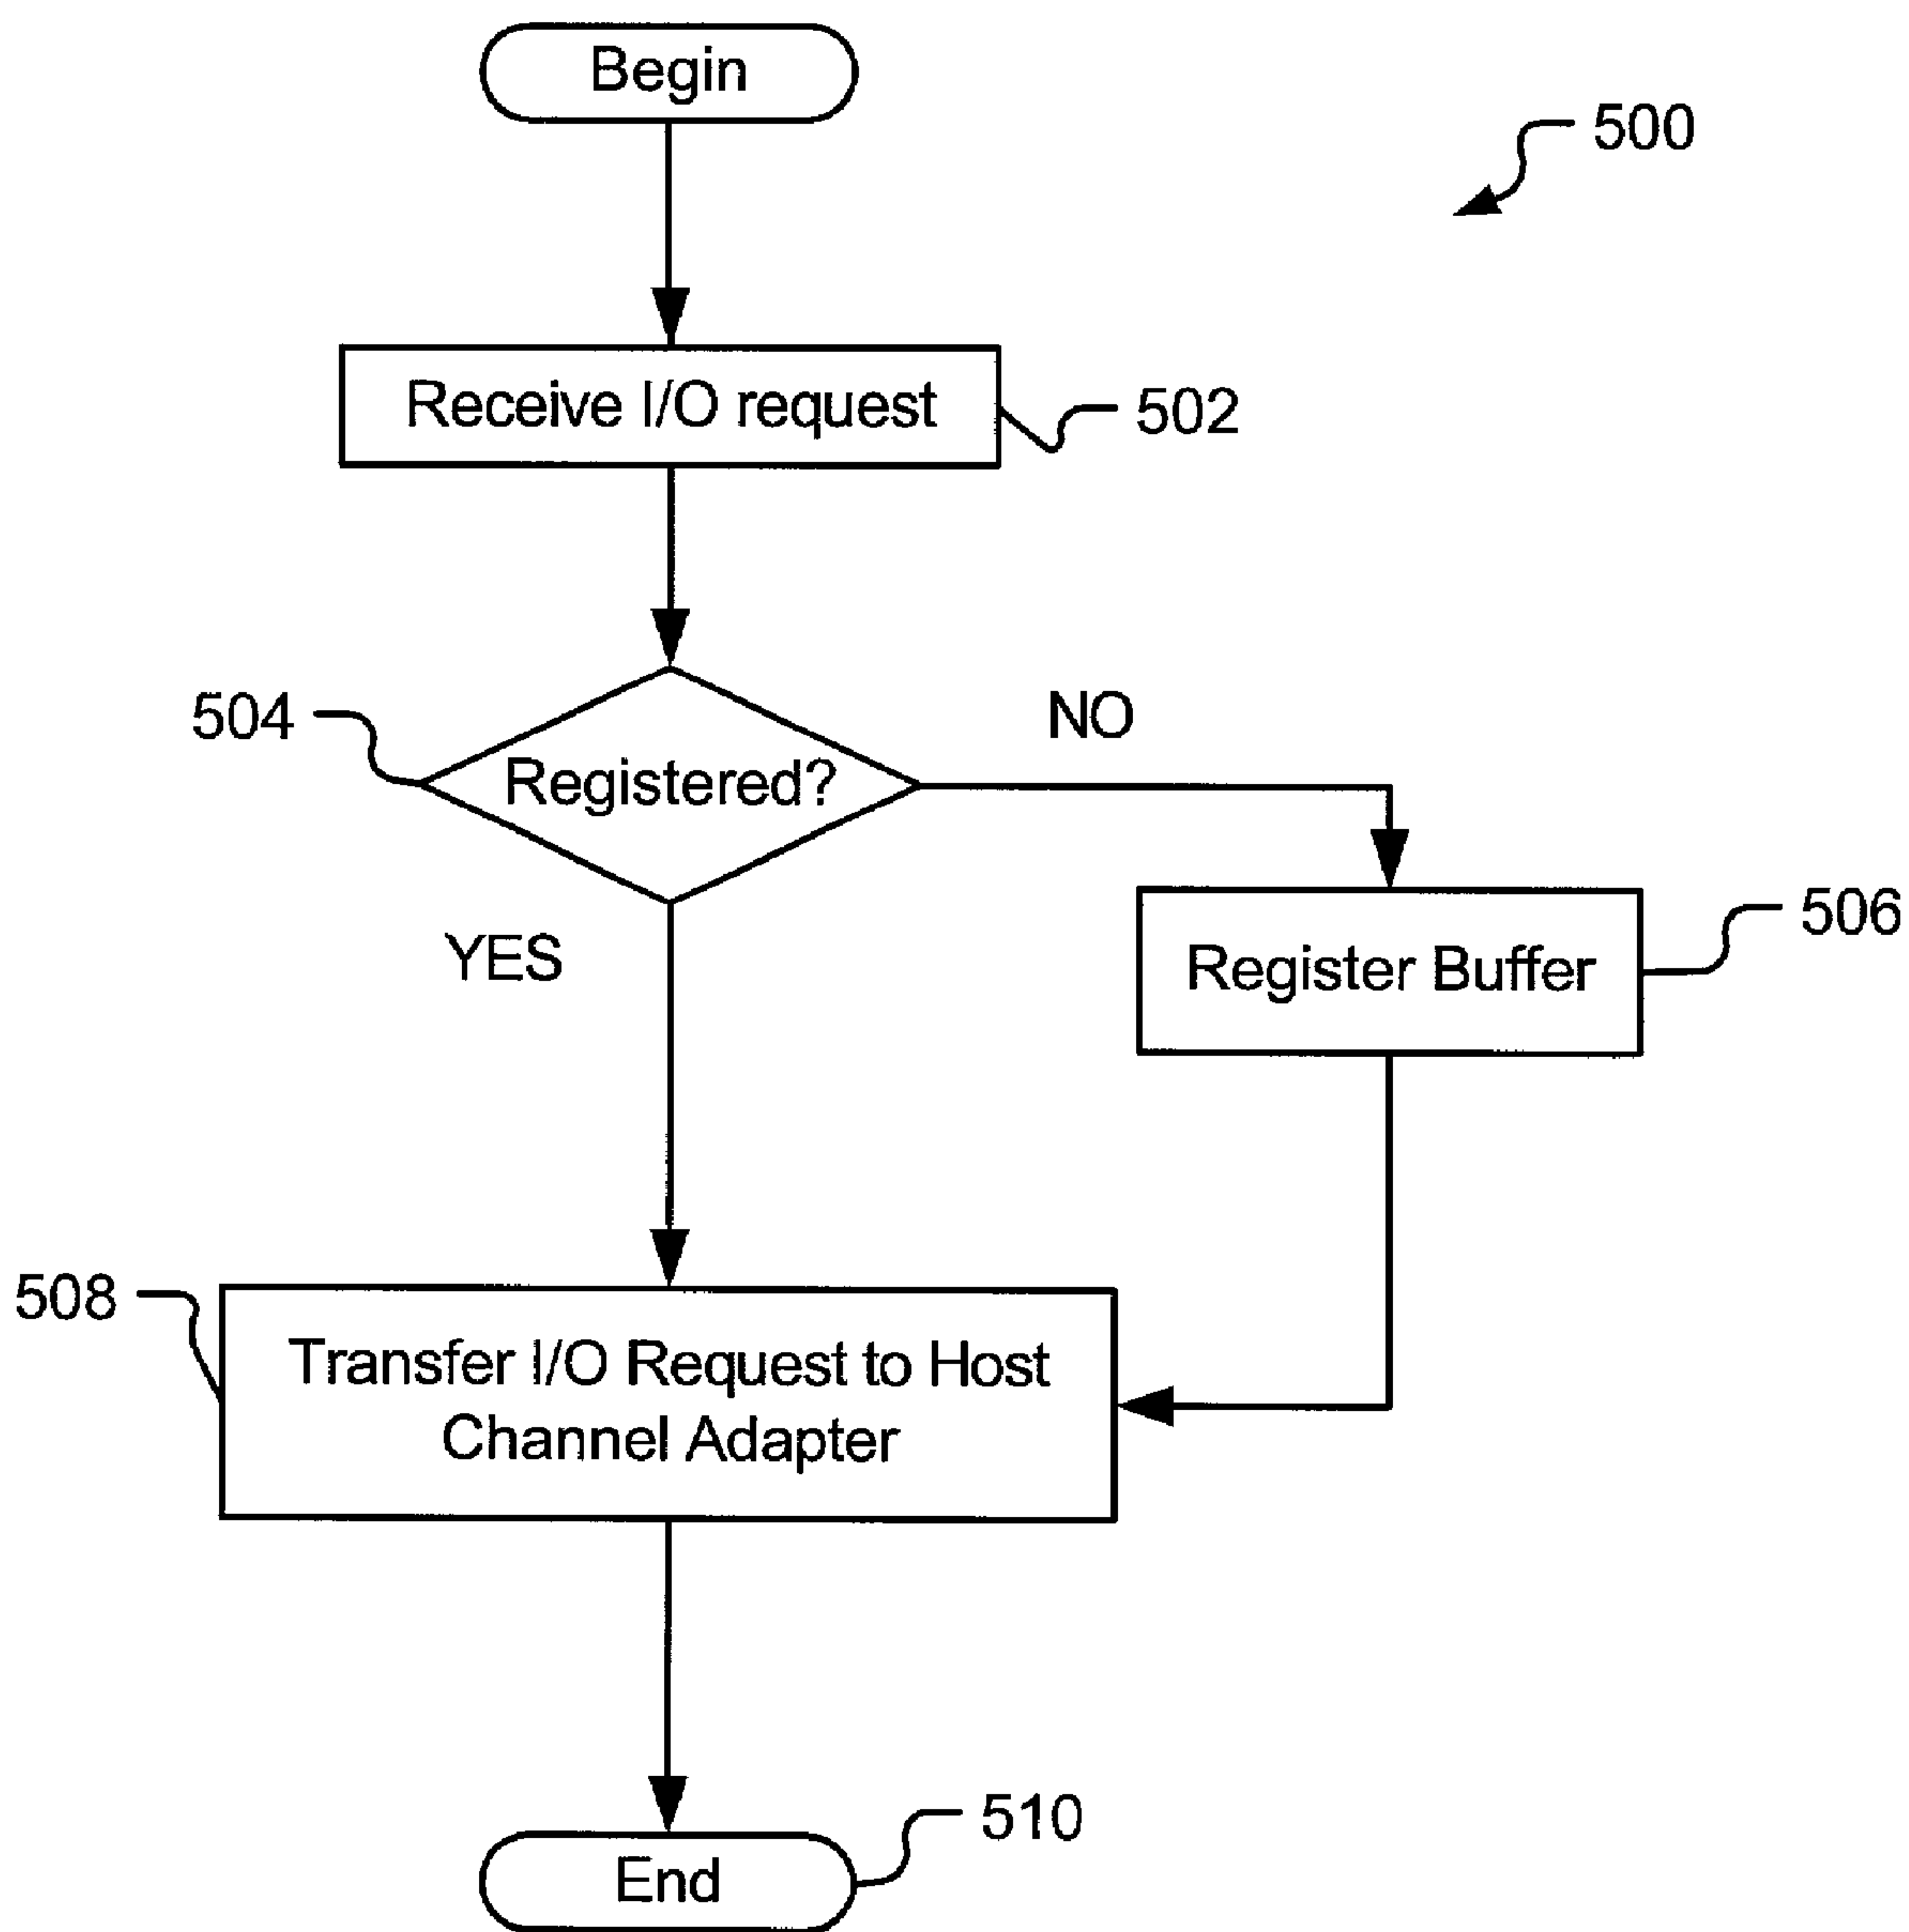 Begin
500
Receive I/O request
502
504
Registered?
NO
YES
Register Buffer
506
508
Transfer I/O Request to Host
Channel Adapter
510
End